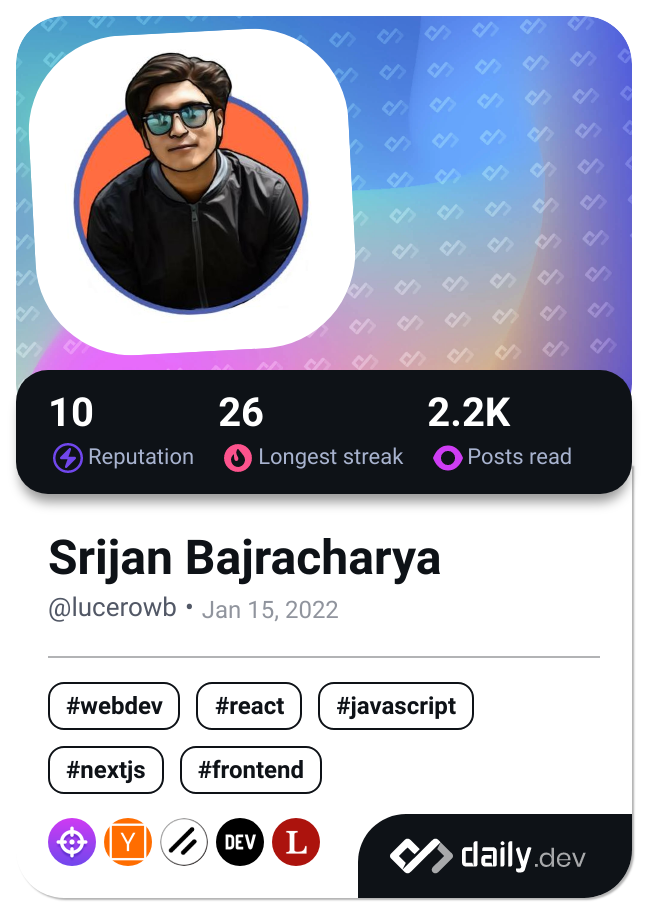 10 26 2.2K
Reputation Longest streak Posts read
Srijan Bajracharya
@lucerowb • Jan 15, 2022
#webdev #react #javascript
#nextjs #frontend
Y DEV L daily.dev